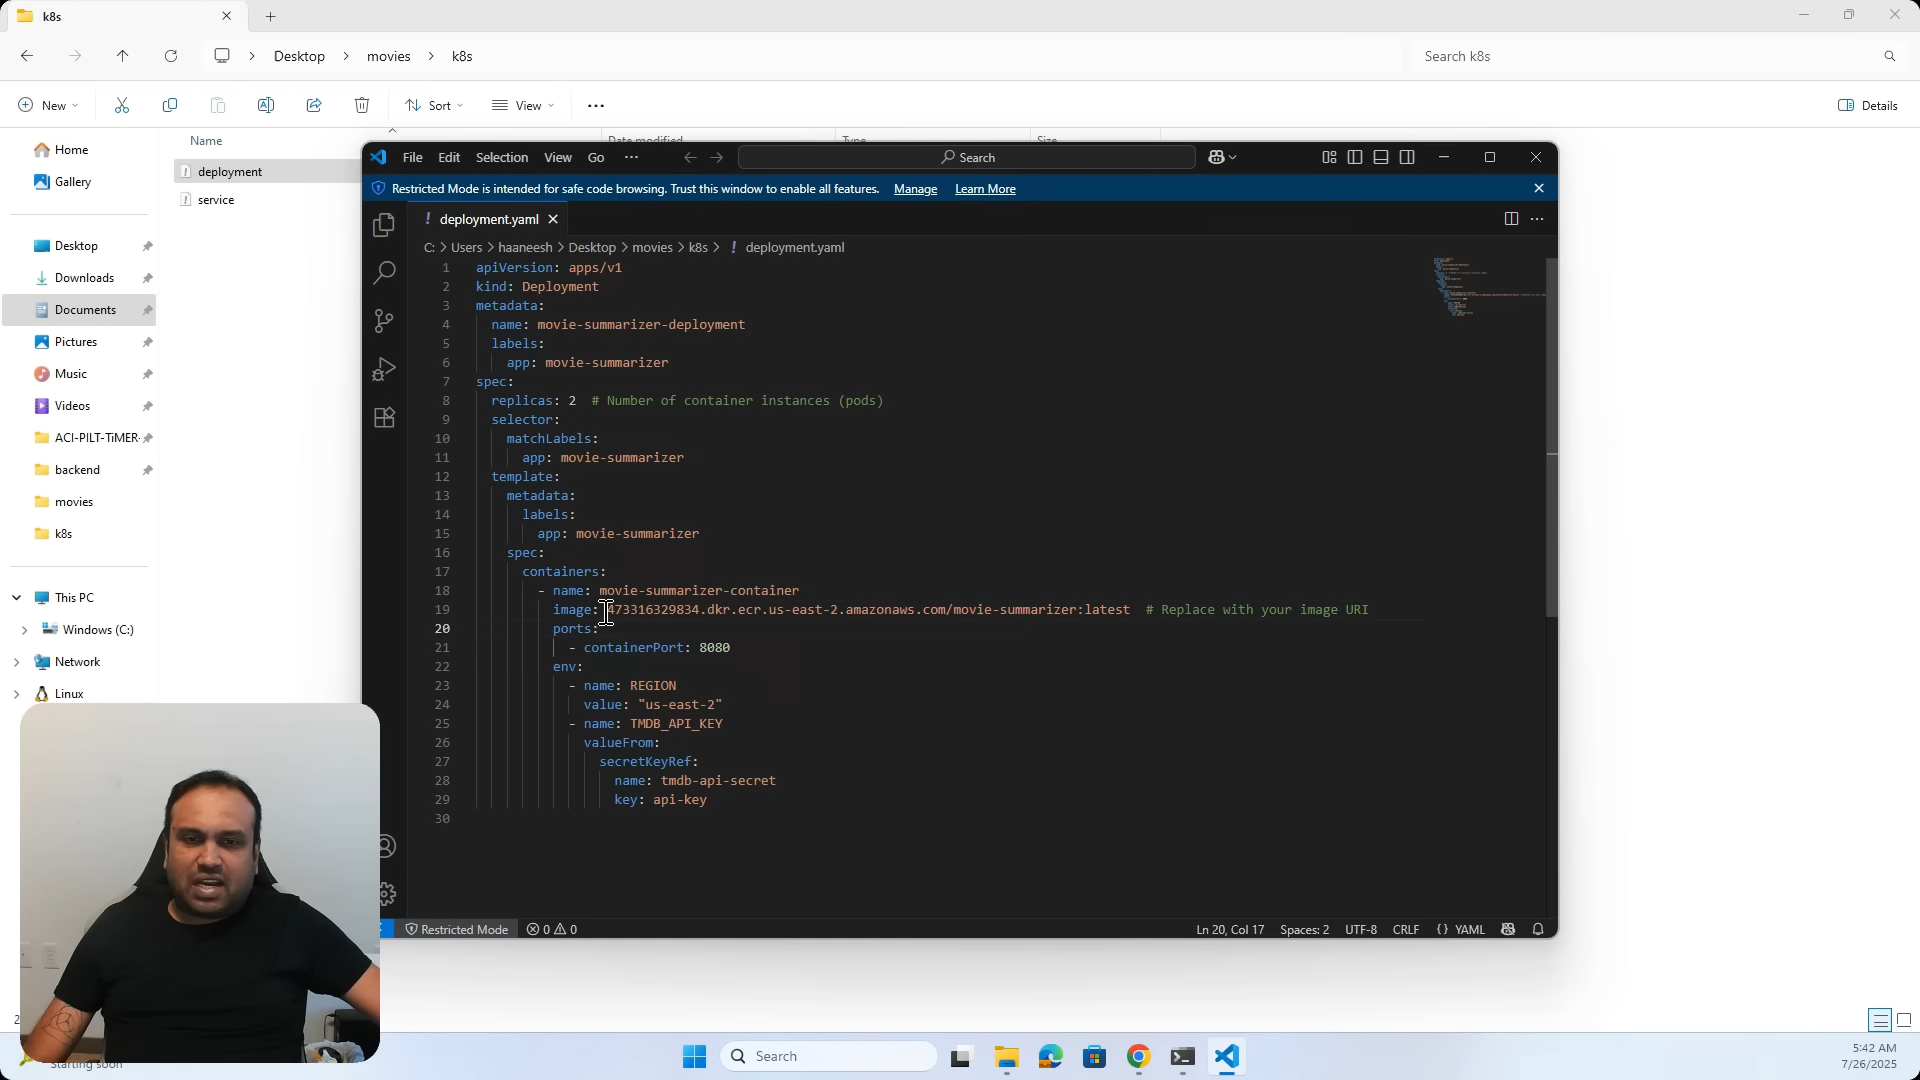 k8s
Desktop > movies > k8s
Search k8s
New
Sort
View
Details
Home
Gallery
Desktop
Downloads
Documents
Pictures
Music
Videos
ACI-PILT-TiMER
backend
movies
k8s
This PC
Windows (C:)
Network
Linux
Name
Date modified
Type
Size
deployment
service
File Edit Selection View Go
Search
Restricted Mode is intended for safe code browsing. Trust this window to enable all features. Manage Learn More
deployment.yaml
C: > Users > haaneesh > Desktop > movies > k8s > ! deployment.yaml
1 apiVersion: apps/v1
2 kind: Deployment
3 metadata:
4 name: movie-summarizer-deployment
5 labels:
6 app: movie-summarizer
7 spec:
8 replicas: 2 # Number of container instances (pods)
9 selector:
10 matchLabels:
11 app: movie-summarizer
12 template:
13 metadata:
14 labels:
15 app: movie-summarizer
16 spec:
17 containers:
18 - name: movie-summarizer-container
19 image: 473316329834.dkr.ecr.us-east-2.amazonaws.com/movie-summarizer:latest # Replace with your image URI
20 ports:
21 - containerPort: 8080
22 env:
23 - name: REGION
24 value: "us-east-2"
25 - name: TMDB_API_KEY
26 valueFrom:
27 secretKeyRef:
28 name: tmdb-api-secret
29 key: api-key
30
Restricted Mode 0 0
Ln 20, Col 17 Spaces: 2 UTF-8 CRLF {} YAML
2
Starting soon
Search
5:42 AM
7/26/2025